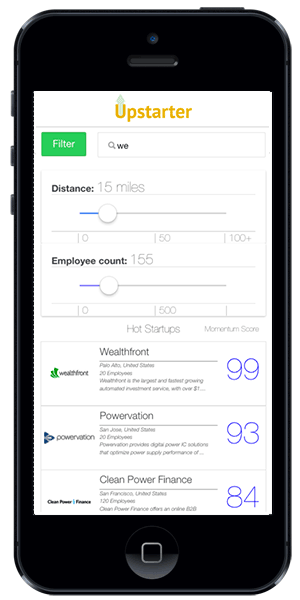 Upstarter
Filter
we
Distance: 15 miles
| 0 | 50 | 100+
Employee count: 155
| 0 | 500 |
Hot Startups Momentum Score
Wealthfront
Palo Alto, United States
20 Employees
Wealthfront is the largest and fastest growing
automated investment service, with over $1...
wealthfront
99
Powervation
San Jose, United States
20 Employees
Powervation provides digital power IC solutions
that optimize power supply performance of ...
powervation
93
Clean Power Finance
San Francisco, United States
120 Employees
Clean Power Finance offers an online B2B
Clean Power Finance
84